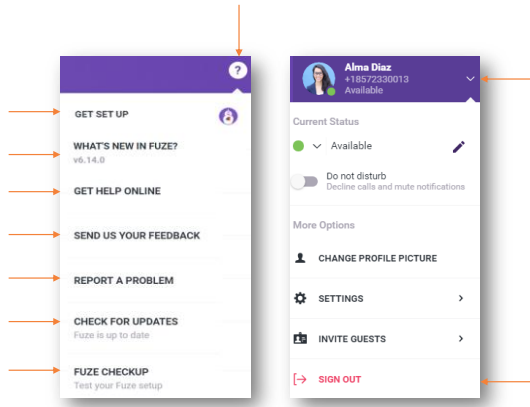 ?
GET SET UP
WHAT'S NEW IN FUZE?
v6.14.0
GET HELP ONLINE
SEND US YOUR FEEDBACK
REPORT A PROBLEM
CHECK FOR UPDATES
Fuze is up to date
FUZE CHECKUP
Test your Fuze setup
Alma Diaz
+18572330013
Available
Current Status
Available
Do not disturb
Decline calls and mute notifications
More Options
CHANGE PROFILE PICTURE
SETTINGS
INVITE GUESTS
SIGN OUT